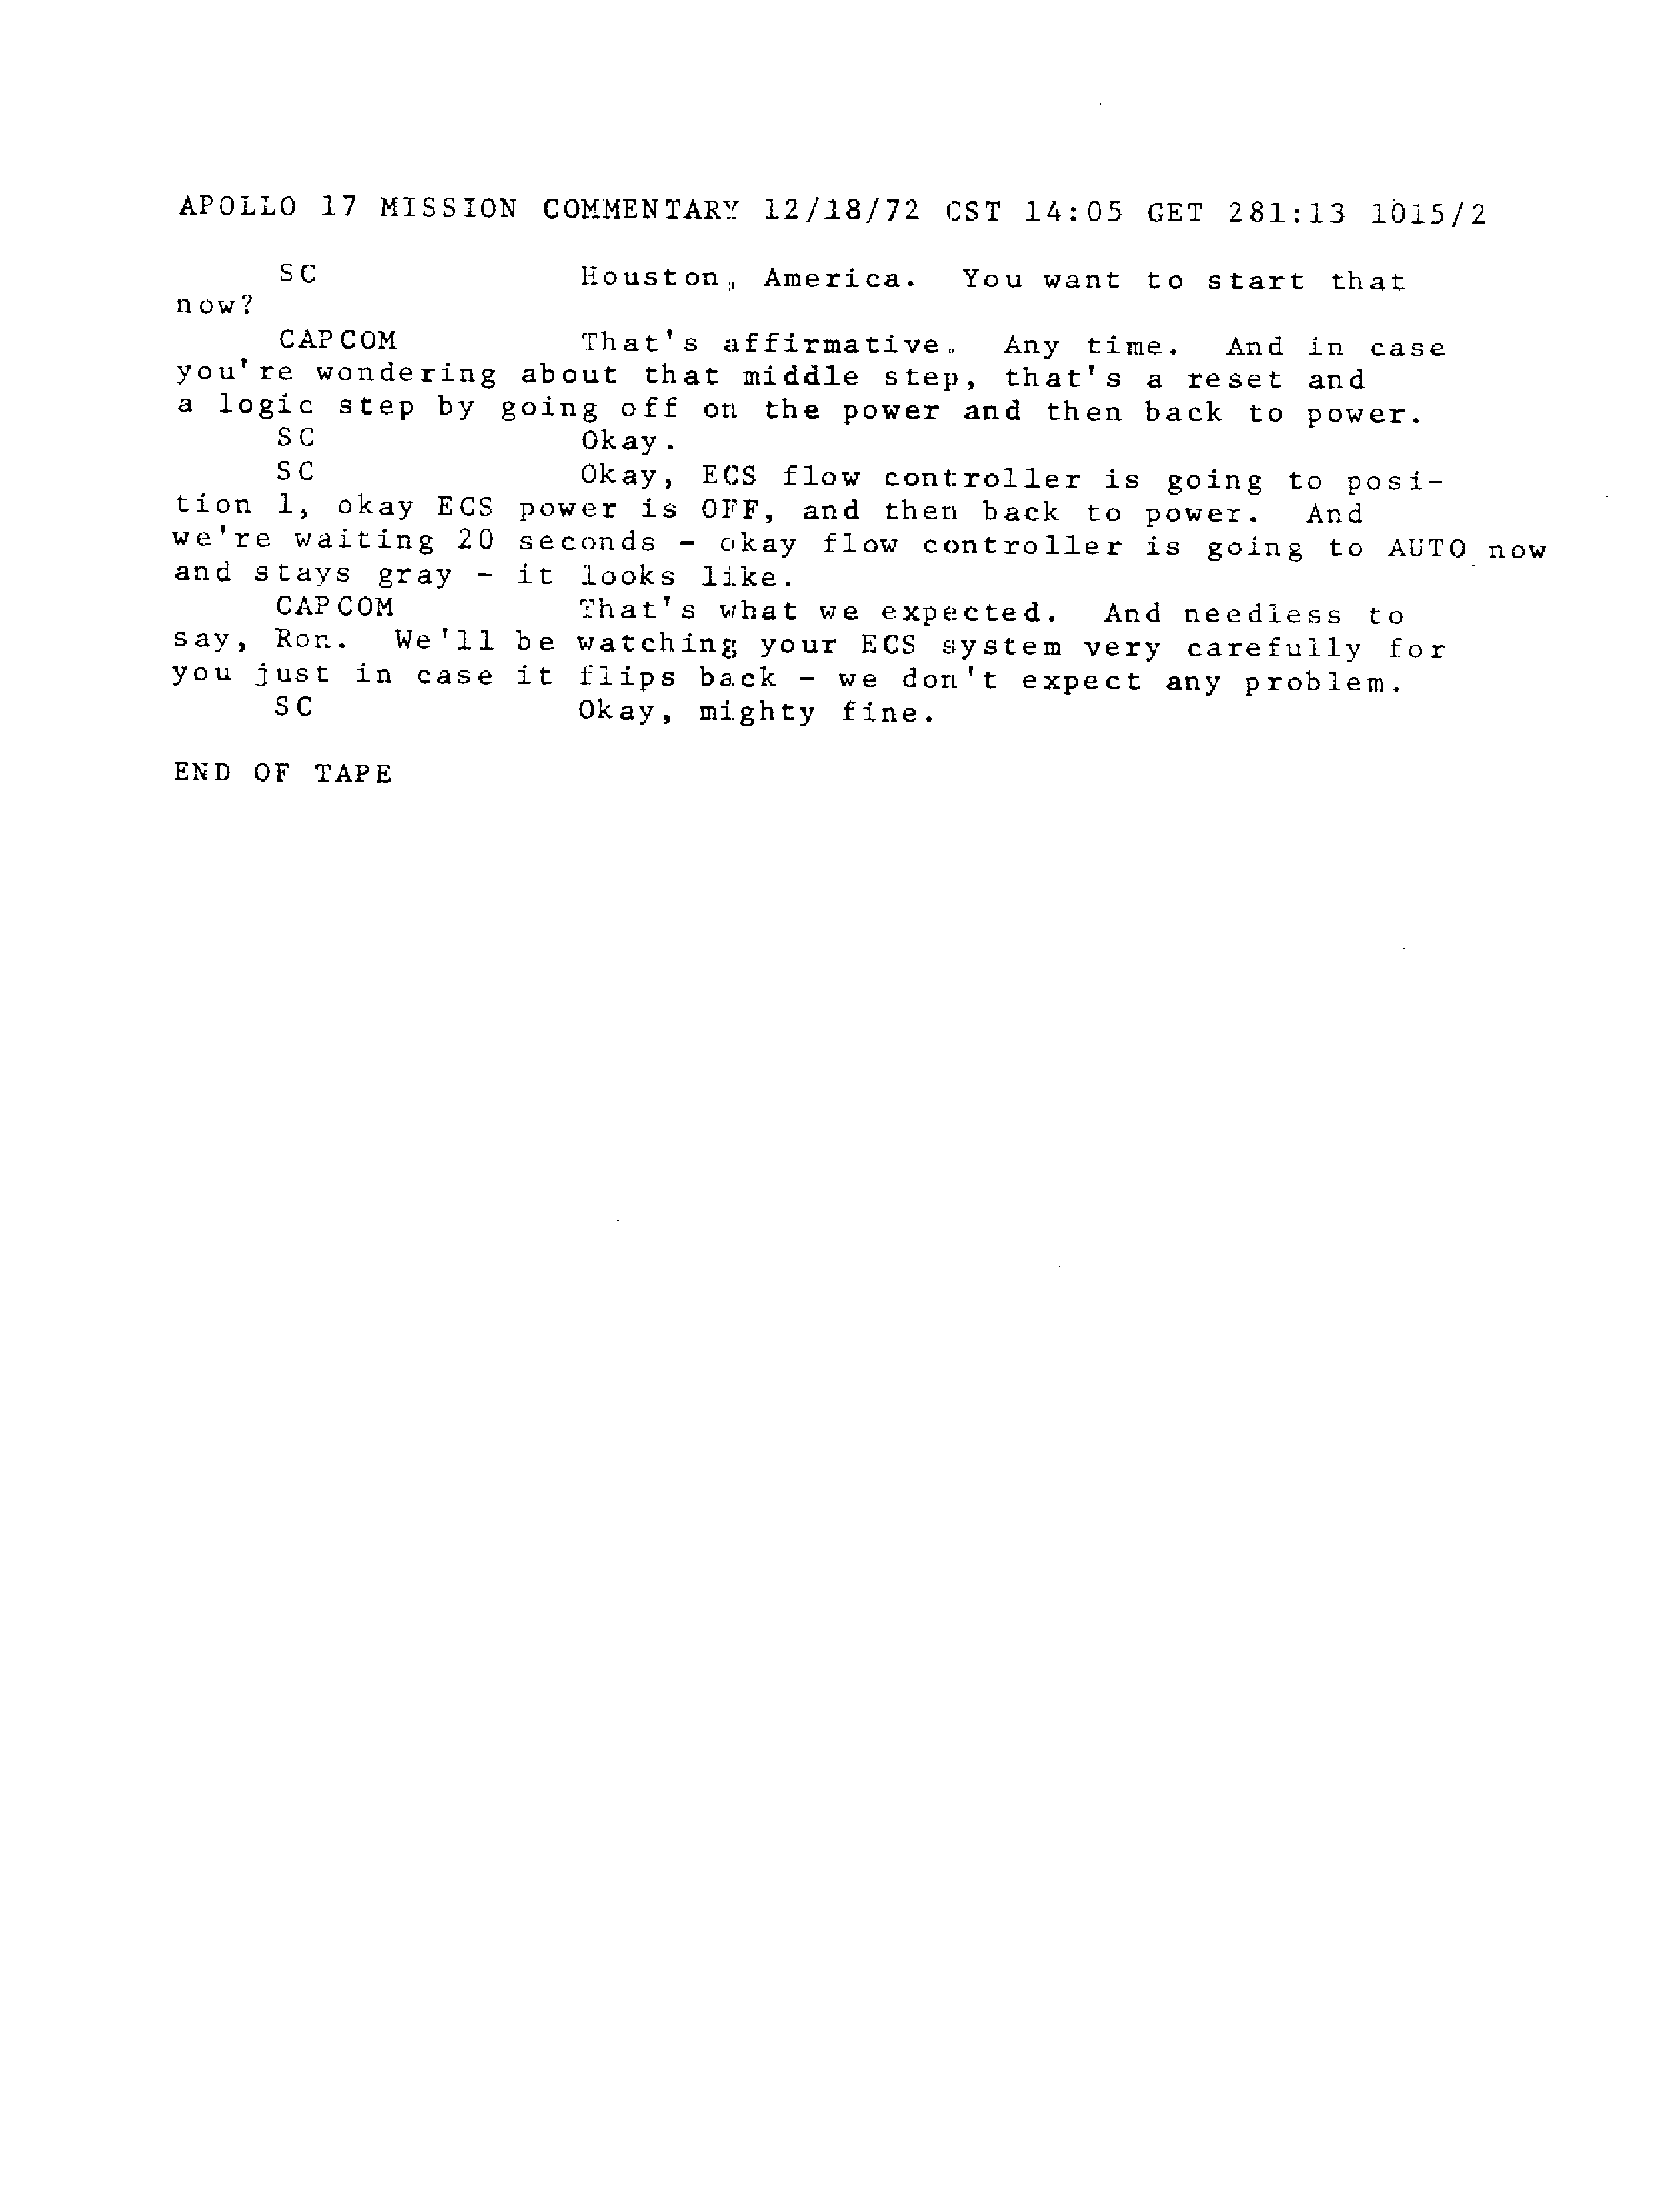 APOLLO 17 MISSION COMMENTARY 12/18/72 CST 14:05 GET 281:13 1015/2
SC Houston, America. You want to start that
now?
CAPCOM That's affirmative. Any time. And in case
you're wondering about that middle step, that's a reset and
a logic step by going off on the power and then back to power.
SC Okay.
SC Okay, ECS flow controller is going to posi-
tion 1, okay ECS power is OFF, and then back to power. And
we're waiting 20 seconds - okay flow controller is going to AUTO now
and stays gray - it looks like.
CAPCOM That's what we expected. And needless to
say, Ron. We'll be watching your ECS system very carefully for
you just in case it flips back - we don't expect any problem.
SC Okay, mighty fine.
END OF TAPE